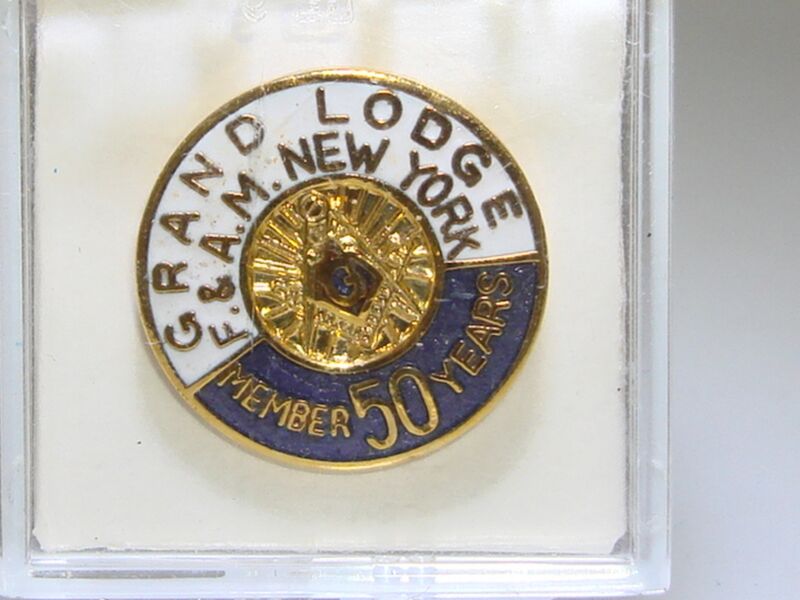 GRAND LODGE
F. & A.M. NEW YORK
G
MEMBER 50 YEARS